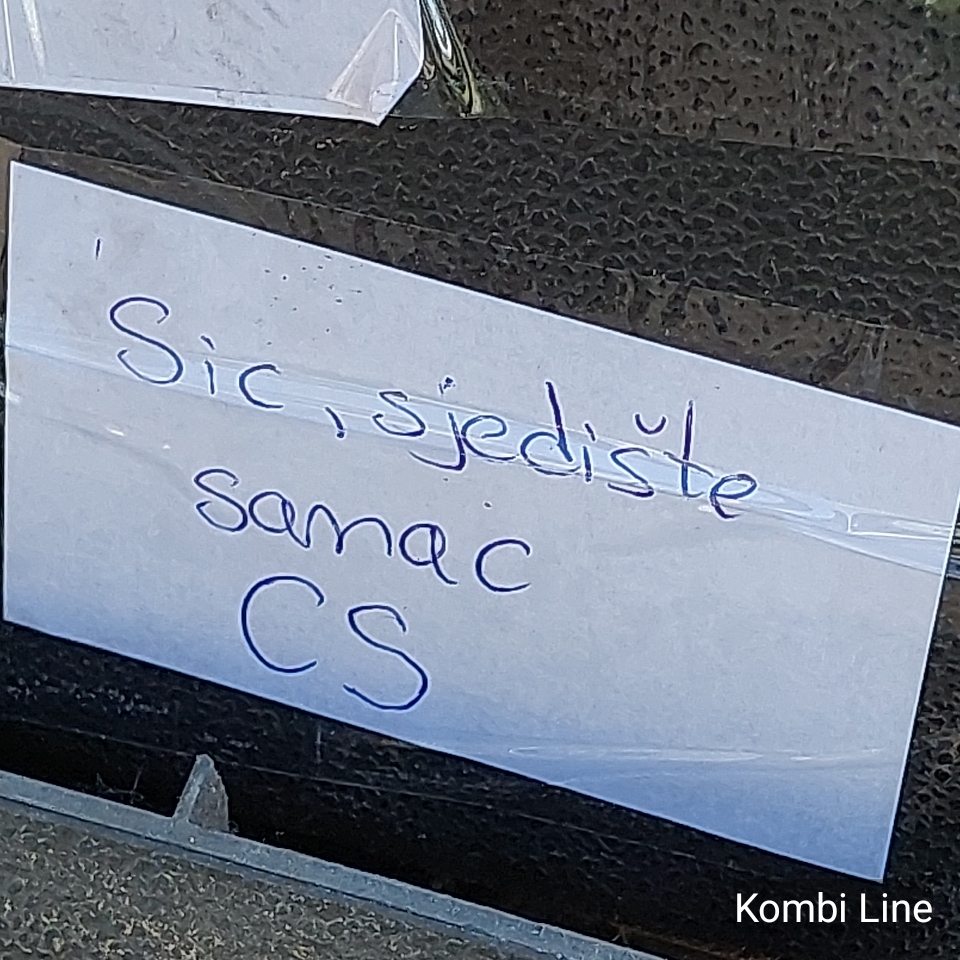 Sic, sjedište
samac
CS
Kombi Line